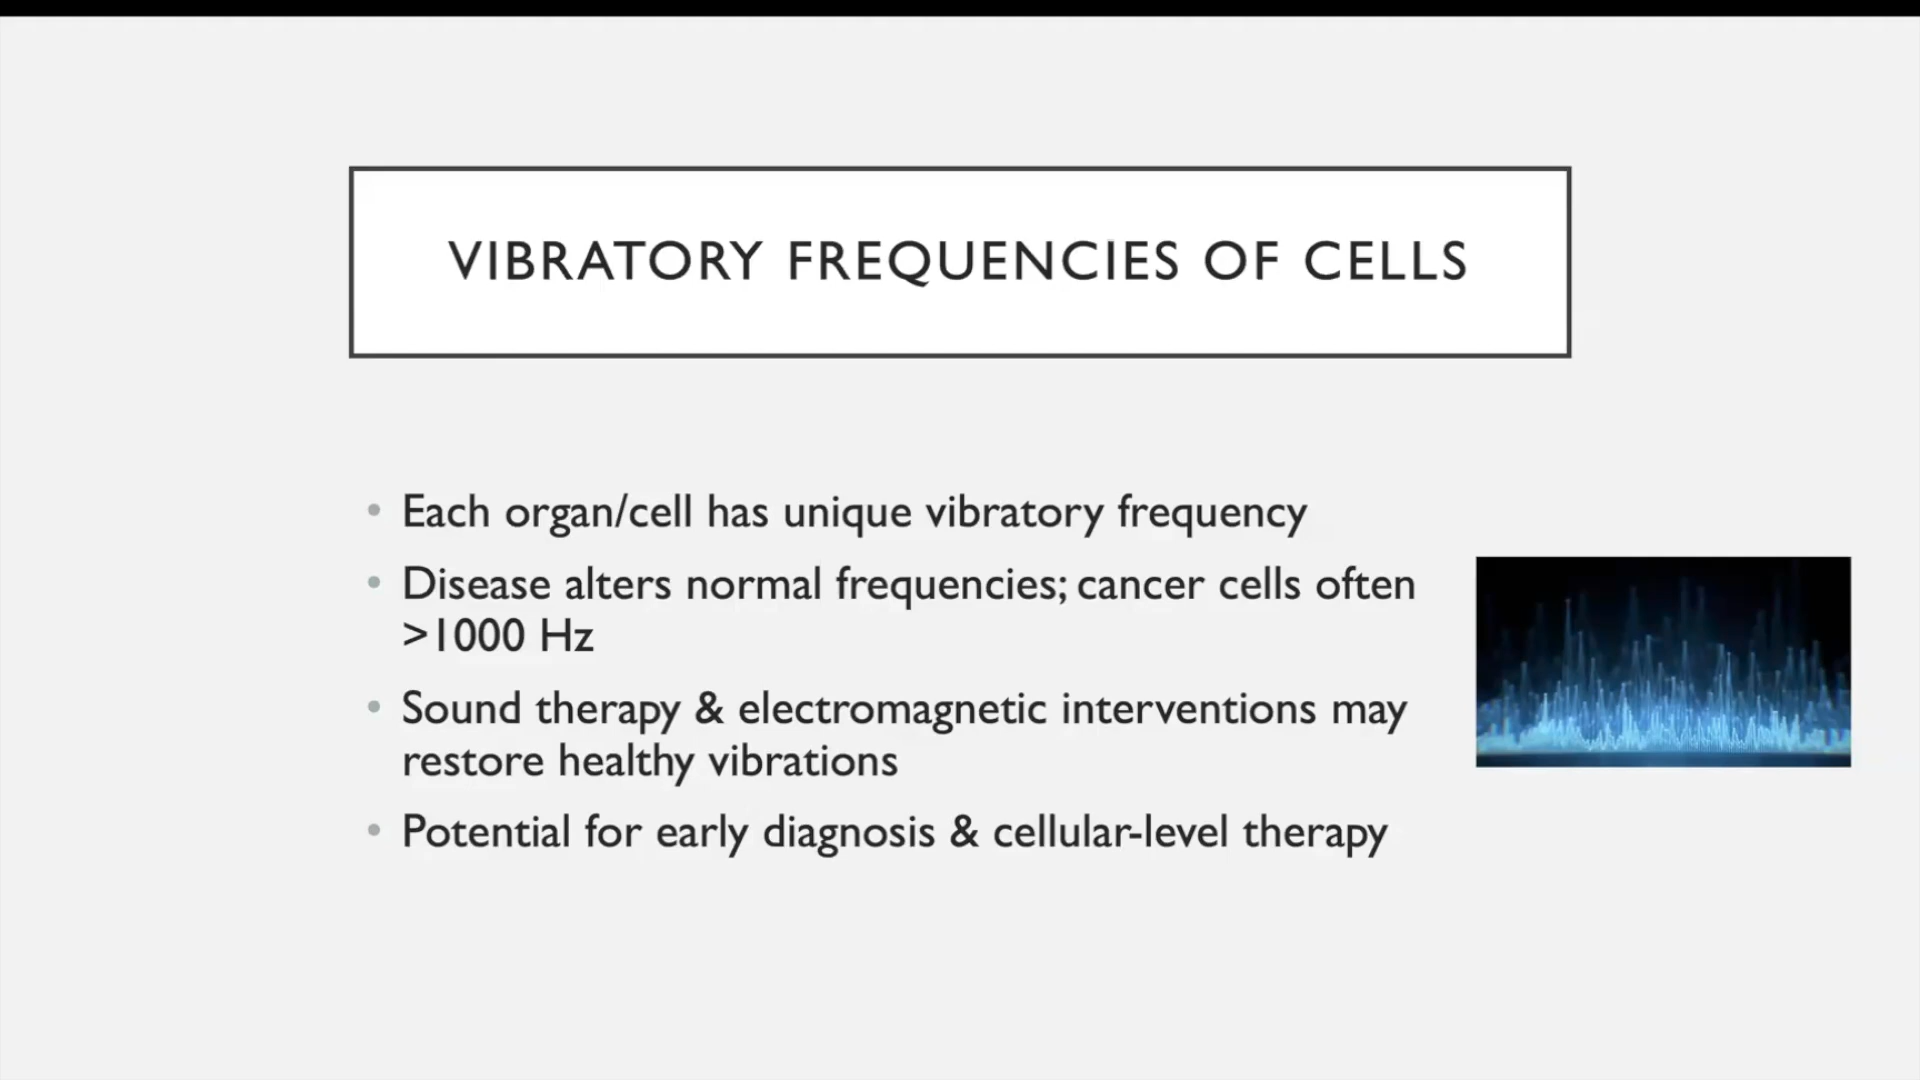 VIBRATORY FREQUENCIES OF CELLS
• Each organ/cell has unique vibratory frequency
• Disease alters normal frequencies; cancer cells often
>1000 Hz
• Sound therapy & electromagnetic interventions may
restore healthy vibrations
• Potential for early diagnosis & cellular-level therapy